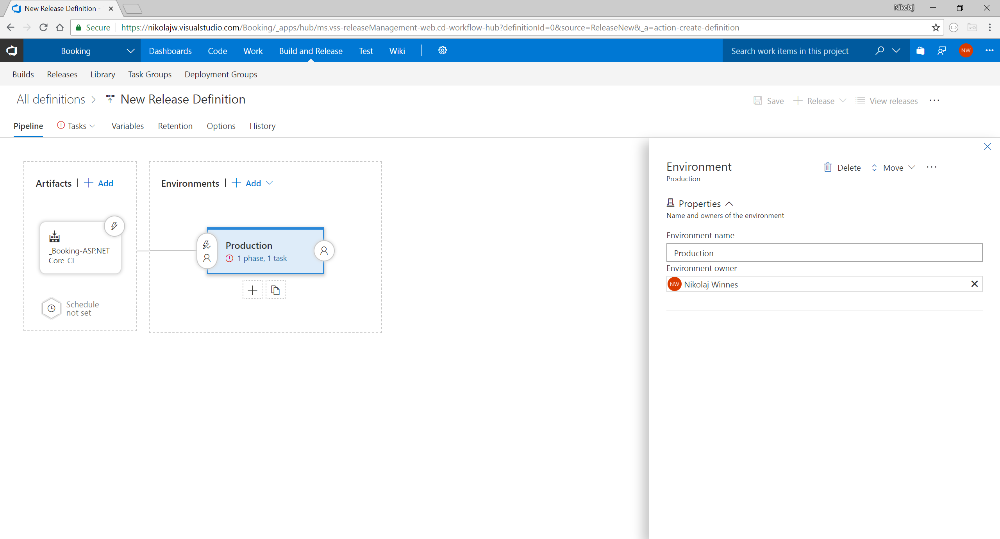 New Release Definition -
Nikolaj
Secure
https://nikolajw.visualstudio.com/Booking/_apps/hub/ms.vss-releaseManagement-web.cd-workflow-hub?definitionId=0&source=ReleaseNew&_a=action-create-definition
Booking
Dashboards
Code
Work
Build and Release
Test
Wiki
Search work items in this project
NW
Builds
Releases
Library
Task Groups
Deployment Groups
All definitions
New Release Definition
Save
Release
View releases
Pipeline
Tasks
Variables
Retention
Options
History
Artifacts
Add
_Booking-ASP.NET
Core-CI
Schedule
not set
Environments
Add
Production
1 phase, 1 task
Environment
Production
Delete
Move
Properties
Name and owners of the environment
Environment name
Production
Environment owner
NW
Nikolaj Winnes